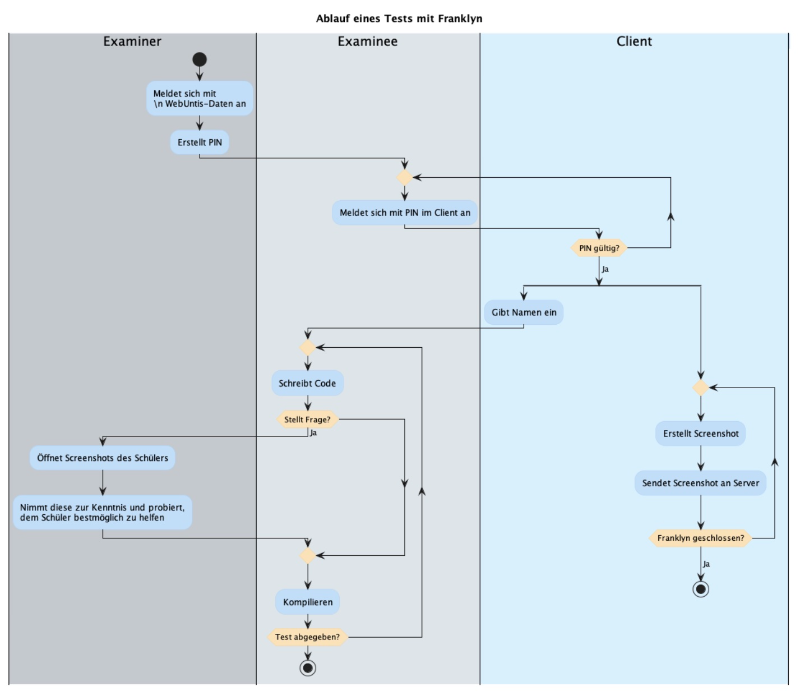 Ablauf eines Tests mit Franklyn
Examiner
Examinee
Client
Meldet sich mit
\n WebUntis-Daten an
Erstellt PIN
Meldet sich mit PIN im Client an
PIN gültig?
Ja
Gibt Namen ein
Schreibt Code
Stellt Frage?
Ja
Öffnet Screenshots des Schülers
Nimmt diese zur Kenntnis und probiert,
dem Schüler bestmöglich zu helfen
Kompilieren
Test abgegeben?
Erstellt Screenshot
Sendet Screenshot an Server
Franklyn geschlossen?
Ja